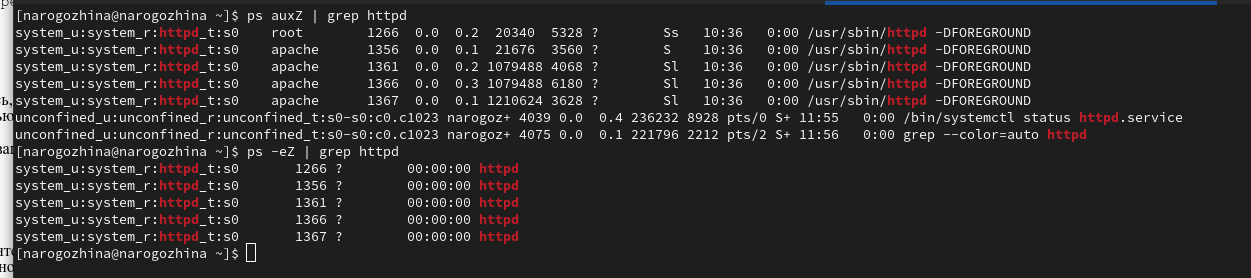 [narogozhina@narogozhina ~]$ ps auxZ | grep httpd
system_u:system_r:httpd_t:s0    root        1266  0.0  0.2  20340  5328 ?        Ss   10:36   0:00 /usr/sbin/httpd -DFOREGROUND
system_u:system_r:httpd_t:s0    apache      1356  0.0  0.1  21676  3560 ?        S    10:36   0:00 /usr/sbin/httpd -DFOREGROUND
system_u:system_r:httpd_t:s0    apache      1361  0.0  0.2 1079488 4068 ?        Sl   10:36   0:00 /usr/sbin/httpd -DFOREGROUND
system_u:system_r:httpd_t:s0    apache      1366  0.0  0.3 1079488 6180 ?        Sl   10:36   0:00 /usr/sbin/httpd -DFOREGROUND
system_u:system_r:httpd_t:s0    apache      1367  0.0  0.1 1210624 3628 ?        Sl   10:36   0:00 /usr/sbin/httpd -DFOREGROUND
unconfined_u:unconfined_r:unconfined_t:s0-s0:c0.c1023 narogoz+ 4039 0.0  0.4 236232 8928 pts/0 S+ 11:55   0:00 /bin/systemctl status httpd.service
unconfined_u:unconfined_r:unconfined_t:s0-s0:c0.c1023 narogoz+ 4075 0.0  0.1 221796 2212 pts/2 S+ 11:56   0:00 grep --color=auto httpd
[narogozhina@narogozhina ~]$ ps -eZ | grep httpd
system_u:system_r:httpd_t:s0       1266 ?        00:00:00 httpd
system_u:system_r:httpd_t:s0       1356 ?        00:00:00 httpd
system_u:system_r:httpd_t:s0       1361 ?        00:00:00 httpd
system_u:system_r:httpd_t:s0       1366 ?        00:00:00 httpd
system_u:system_r:httpd_t:s0       1367 ?        00:00:00 httpd
[narogozhina@narogozhina ~]$